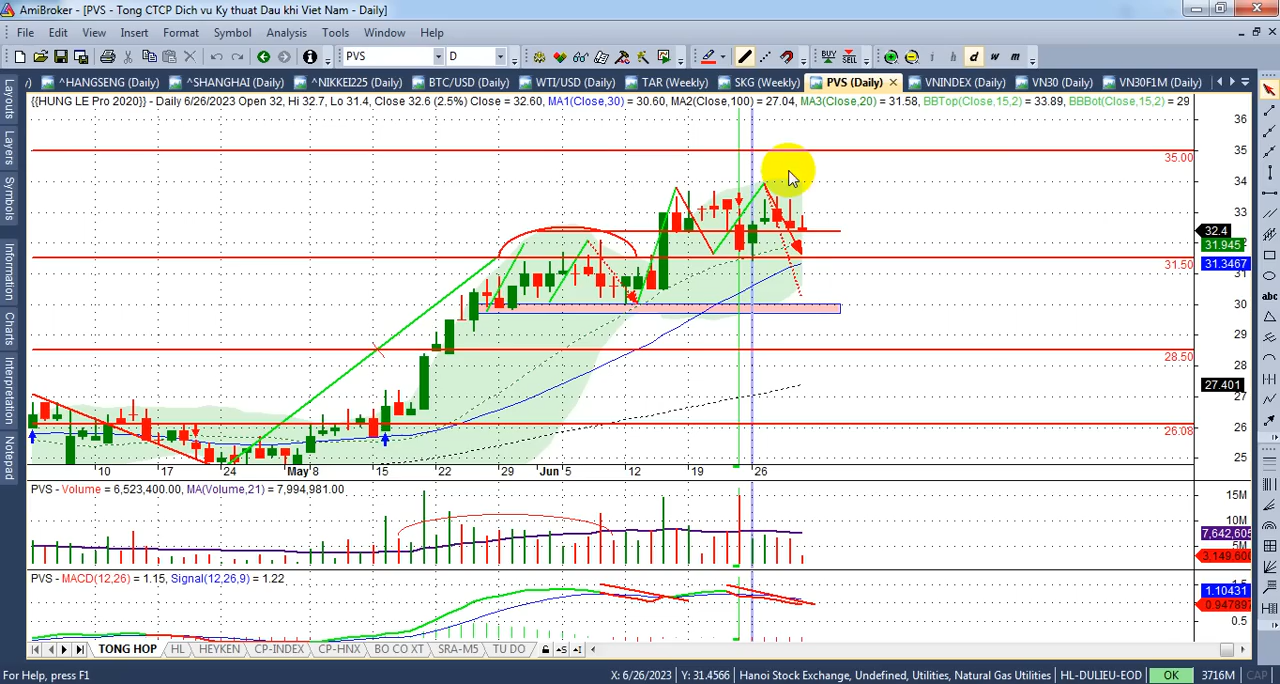 AmiBroker - [PVS - Tong CTCP Dich vu Ky thuat Dau khi Viet Nam - Daily]
File Edit View Insert Format Symbol Analysis Tools Window Help
PVS D BUY SELL i h d w m
^HANGSENG (Daily) ^SHANGHAI (Daily) ^NIKKEI225 (Daily) BTC/USD (Daily) WTI/USD (Daily) TAR (Weekly) SKG (Weekly) PVS (Daily) VNINDEX (Daily) VN30 (Daily) VN30F1M (Daily)
Layouts
Layers
Symbols
Information
Charts
Interpretation
Notepad
{{HUNG LE Pro 2020}} - Daily 6/26/2023 Open 32, Hi 32.7, Lo 31.4, Close 32.6 (2.5%) Close = 32.60, MA1(Close,30) = 30.60, MA2(Close,100) = 27.04, MA3(Close,20) = 31.58, BBTop(Close,15,2) = 33.89, BBBot(Close,15,2) = 29
36
35
35.00
34
33
32.4
31.945
31.50
31.3467
31
30
29
28.50
28
27.401
27
26.08
26
25
10 17 24 May 8 15 22 29 Jun 5 12 19 26
PVS - Volume = 6,523,400.00, MA(Volume,21) = 7,994,981.00
15M
10M
7,642,605
5M
3,149,600
PVS - MACD(12,26) = 1.15, Signal(12,26,9) = 1.22
1.5
1.10431
0.94789
0.5
TONG HOP HL HEYKEN CP-INDEX CP-HNX BO CO XT SRA-M5 TU DO
For Help, press F1 X: 6/26/2023 Y: 31.4566 Hanoi Stock Exchange, Undefined, Utilities, Natural Gas Utilities HL-DULIEU-EOD OK 3716M CAP
abc